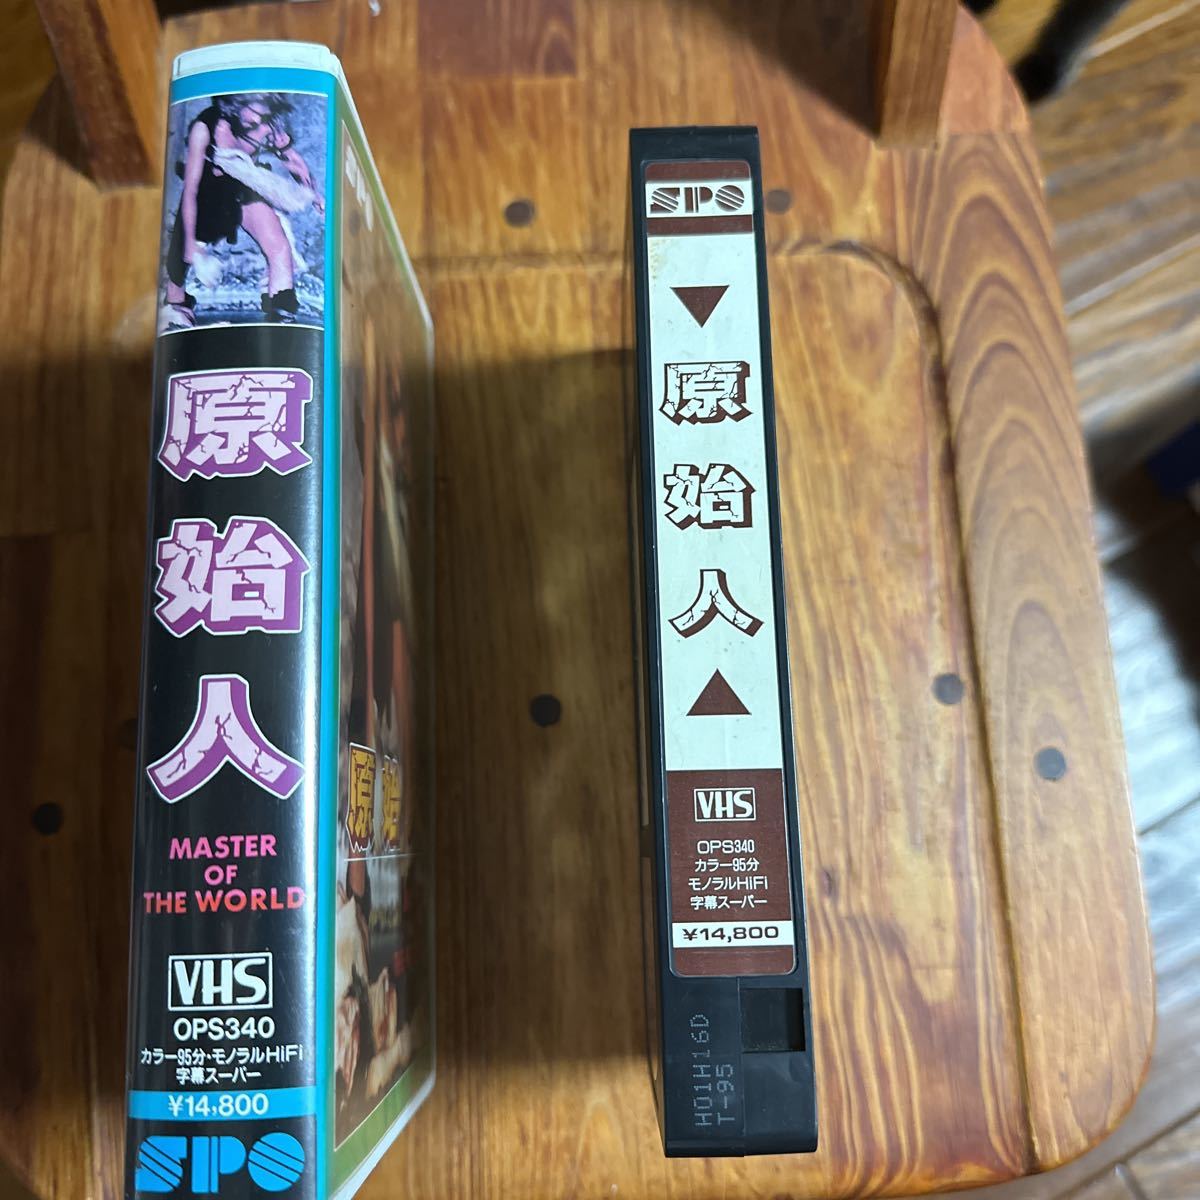 原始人
MASTER
OF
THE WORLD
VHS
OPS340
カラー95分・モノラルHiFi
字幕スーパー
¥14,800
SPO
SPO
原始
SPO
原始人
VHS
OPS340
カラー95分
モノラルHiFi
字幕スーパー
¥14,800
H01H16D
T-95